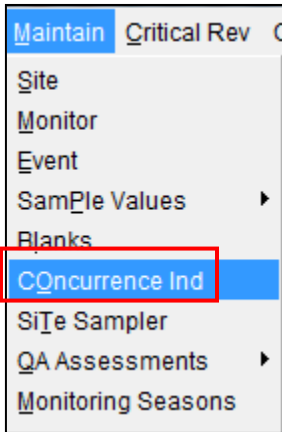 Maintain Critical Rev
Site
Monitor
Event
SamPle Values
Blanks
COncurrence Ind
SiTe Sampler
QA Assessments
Monitoring Seasons